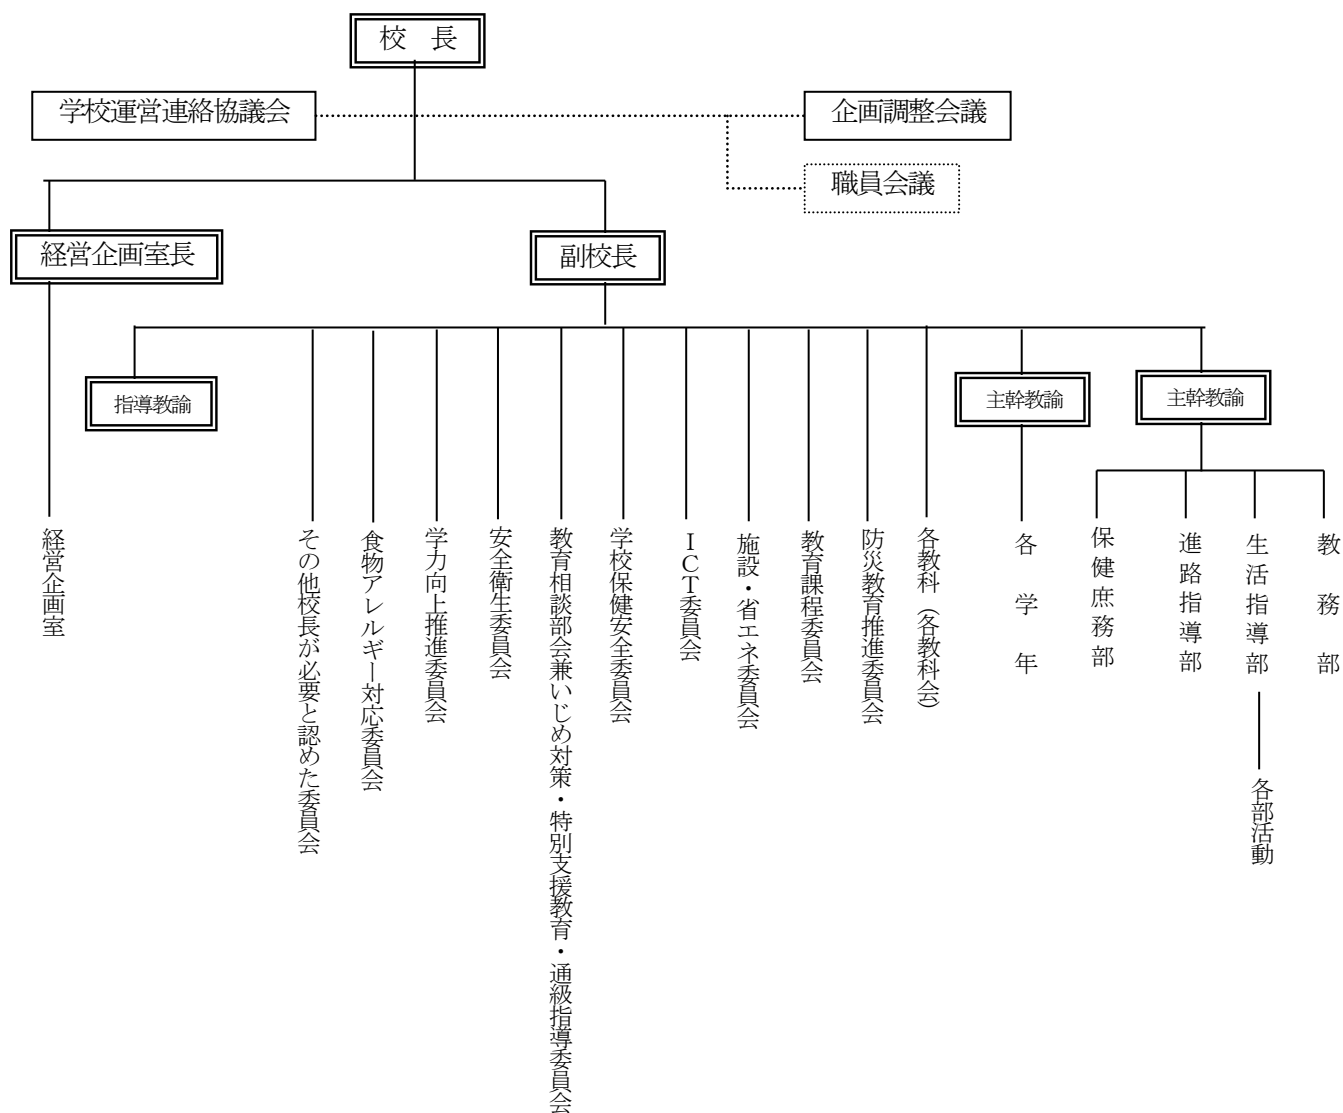 校　長
学校運営連絡協議会
企画調整会議
職員会議
経営企画室長
副校長
指導教諭
主幹教諭
主幹教諭
経営企画室
その他校長が必要と認めた委員会
食物アレルギー対応委員会
学力向上推進委員会
安全衛生委員会
教育相談部会兼いじめ対策・特別支援教育・通級指導委員会
学校保健安全委員会
ＩＣＴ委員会
施設・省エネ委員会
教育課程委員会
防災教育推進委員会
各教科（各教科会）
各　学　年
保健庶務部
進路指導部
生活指導部
教　務　部
各部活動